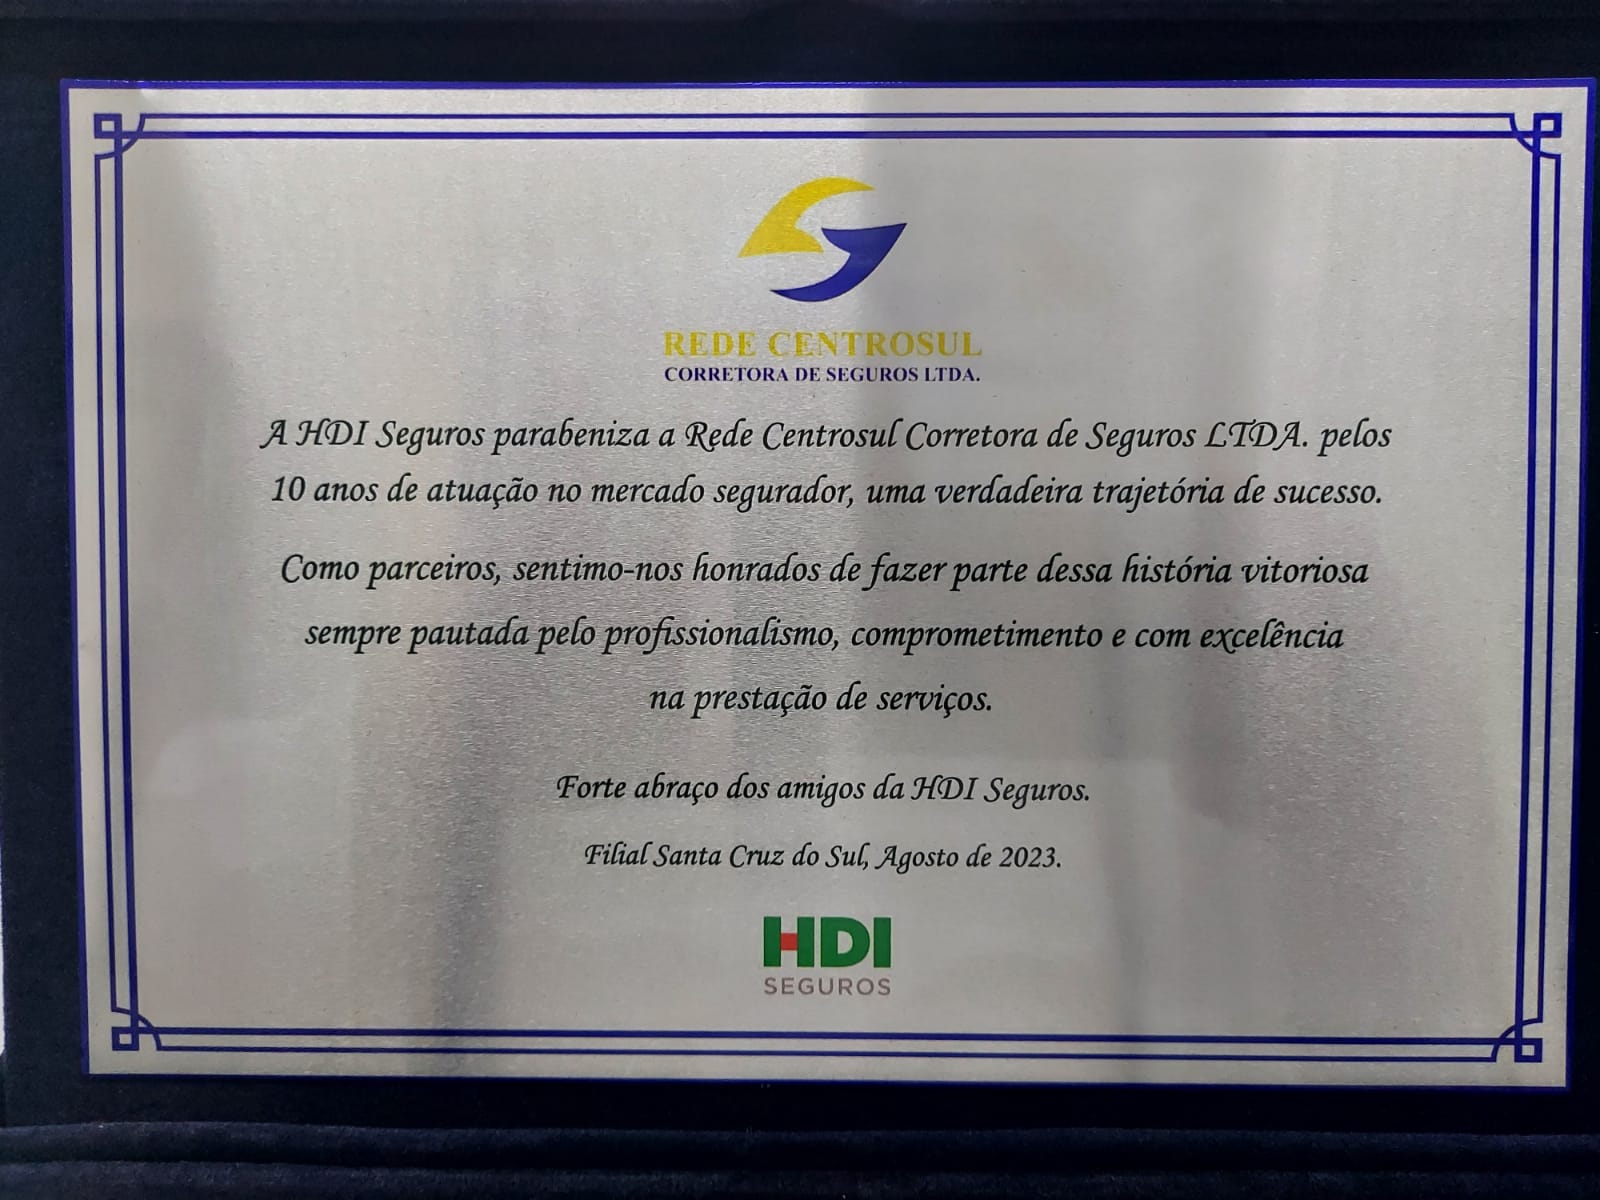 REDE CENTROSUL
CORRETORA DE SEGUROS LTDA.
A HDI Seguros parabeniza a Rede Centrosul Corretora de Seguros LTDA. pelos
10 anos de atuação no mercado segurador, uma verdadeira trajetória de sucesso.
Como parceiros, sentimo-nos honrados de fazer parte dessa história vitoriosa
sempre pautada pelo profissionalismo, comprometimento e com excelência
na prestação de serviços.
Forte abraço dos amigos da HDI Seguros.
Filial Santa Cruz do Sul, Agosto de 2023.
HDI
SEGUROS